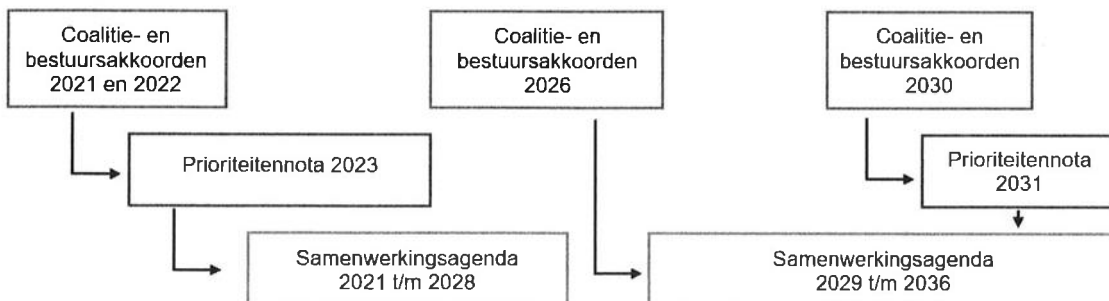 Coalitie- en
bestuursakkoorden
2021 en 2022
Coalitie- en
bestuursakkoorden
2026
Coalitie- en
bestuursakkoorden
2030
Prioriteitennota 2023
Prioriteitennota
2031
Samenwerkingsagenda
2021 t/m 2028
Samenwerkingsagenda
2029 t/m 2036